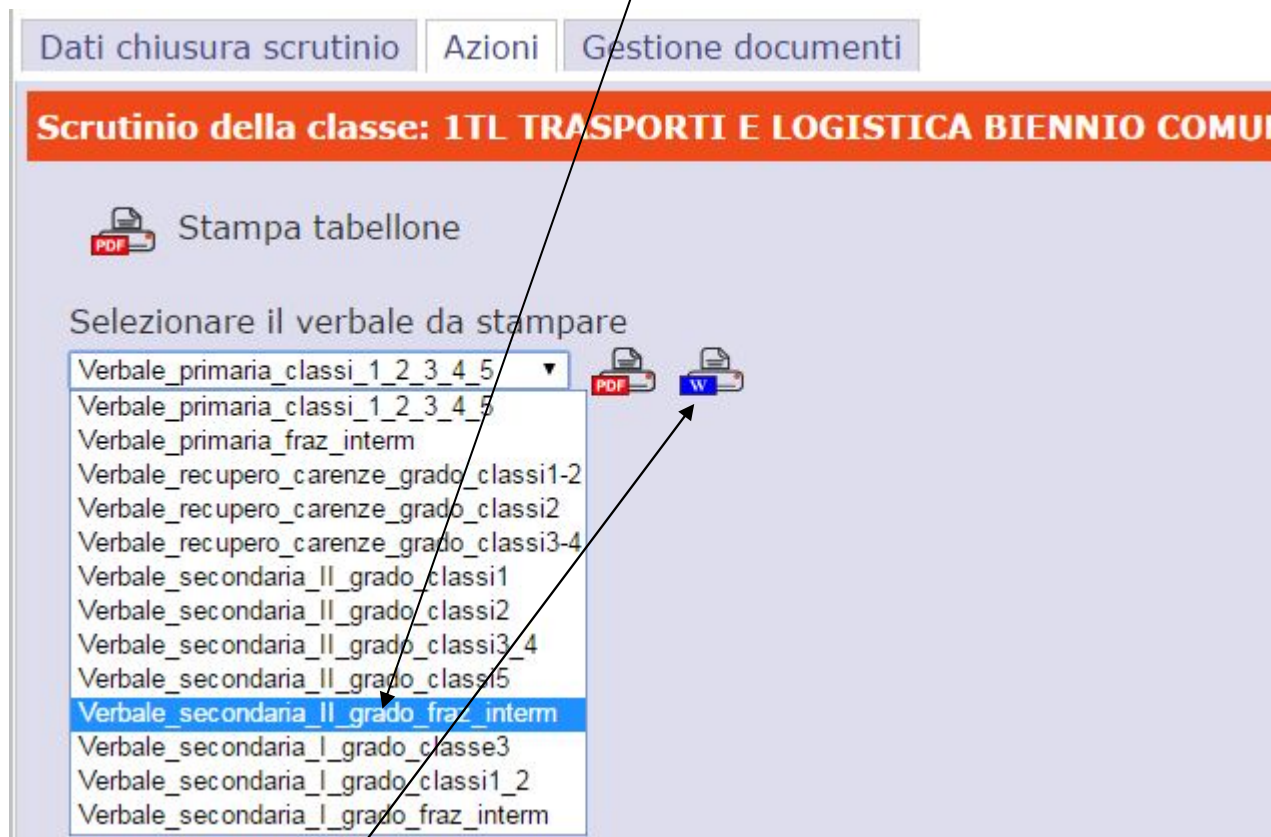 Dati chiusura scrutinio Azioni Gestione documenti
Scrutinio della classe: 1TL TRASPORTI E LOGISTICA BIENNIO COMU
PDF Stampa tabellone
Selezionare il verbale da stampare
Verbale_primaria_classi_1_2_3_4_5 PDF W
Verbale_primaria_classi_1_2_3_4_5
Verbale_primaria_fraz_interm
Verbale_recupero_carenze_grado_classi1-2
Verbale_recupero_carenze_grado_classi2
Verbale_recupero_carenze_grado_classi3-4
Verbale_secondaria_II_grado_classi1
Verbale_secondaria_II_grado_classi2
Verbale_secondaria_II_grado_classi3_4
Verbale_secondaria_II_grado_classi5
Verbale_secondaria_II_grado_fraz_interm
Verbale_secondaria_I_grado_classe3
Verbale_secondaria_I_grado_classi1_2
Verbale_secondaria_I_grado_fraz_interm